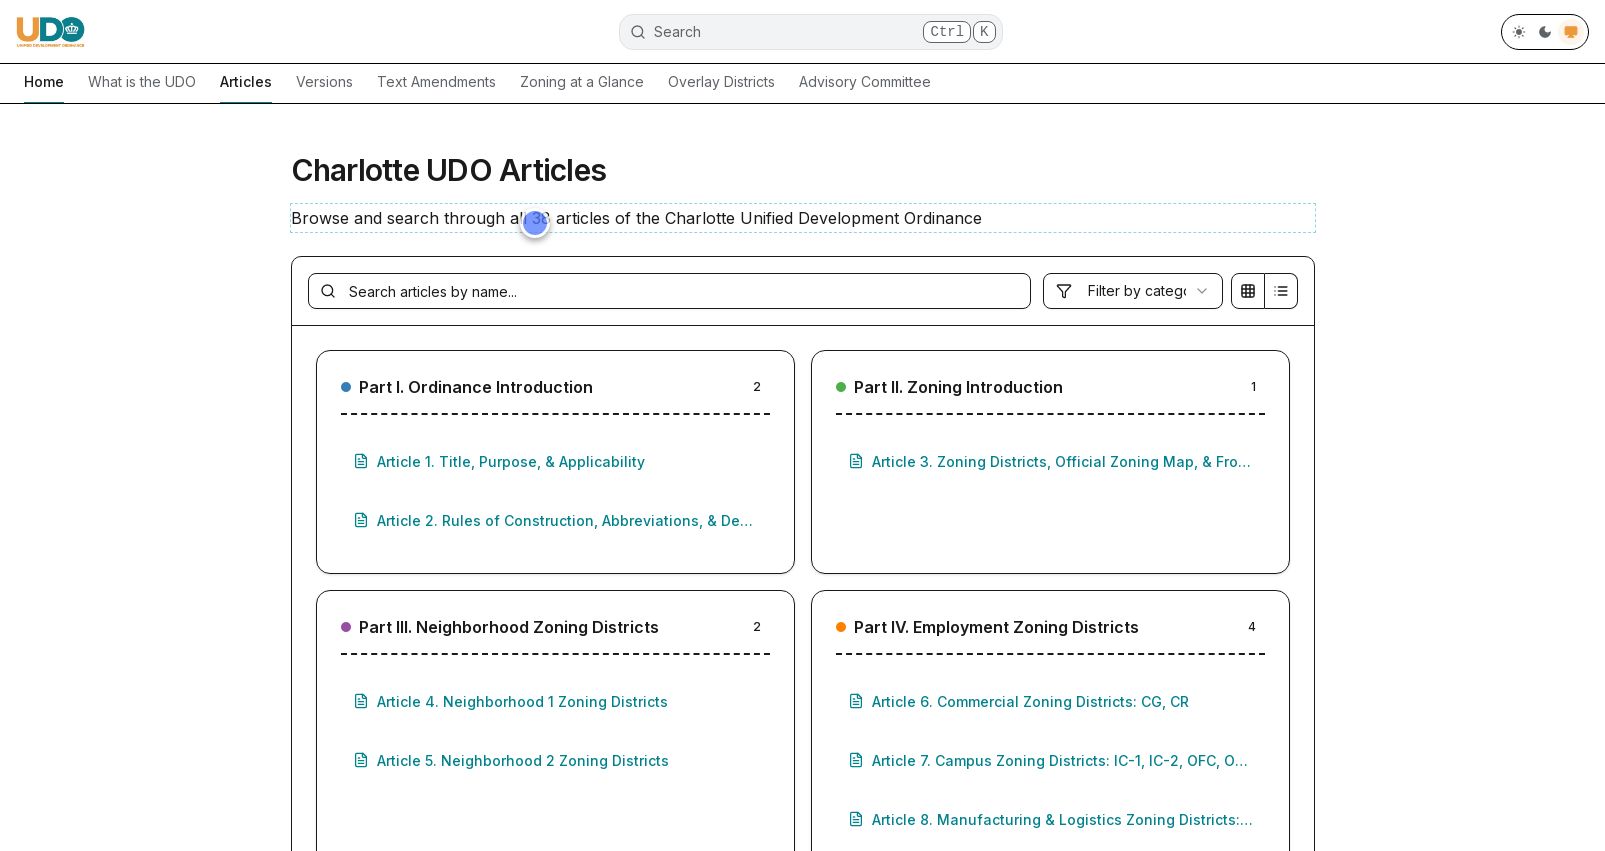 UDO
UNIFIED DEVELOPMENT ORDINANCE
Search
Ctrl K
Home What is the UDO Articles Versions Text Amendments Zoning at a Glance Overlay Districts Advisory Committee
Charlotte UDO Articles
Browse and search through all 38 articles of the Charlotte Unified Development Ordinance
Search articles by name...
Filter by catego
Part I. Ordinance Introduction 2
Article 1. Title, Purpose, & Applicability
Article 2. Rules of Construction, Abbreviations, & De...
Part II. Zoning Introduction 1
Article 3. Zoning Districts, Official Zoning Map, & Fro...
Part III. Neighborhood Zoning Districts 2
Article 4. Neighborhood 1 Zoning Districts
Article 5. Neighborhood 2 Zoning Districts
Part IV. Employment Zoning Districts 4
Article 6. Commercial Zoning Districts: CG, CR
Article 7. Campus Zoning Districts: IC-1, IC-2, OFC, O...
Article 8. Manufacturing & Logistics Zoning Districts:...